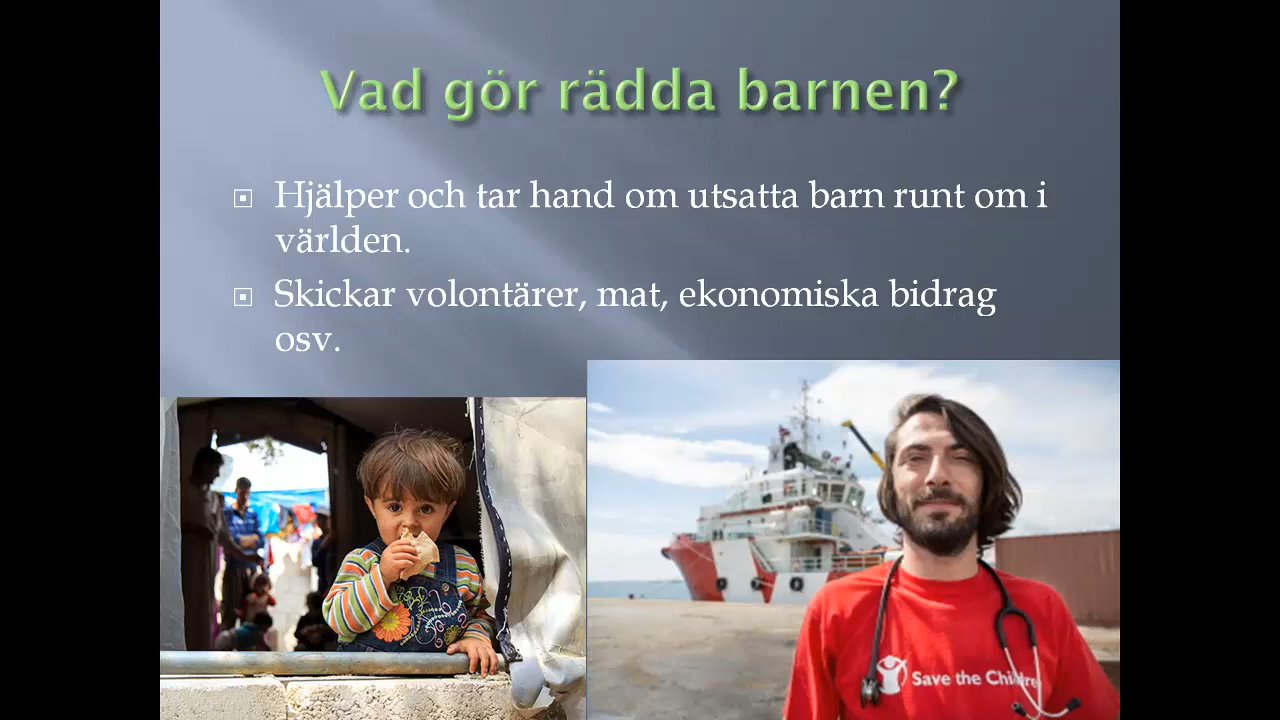 Vad gör rädda barnen?
Hjälper och tar hand om utsatta barn runt om i
världen.
Skickar volontärer, mat, ekonomiska bidrag
osv.
Save the Children